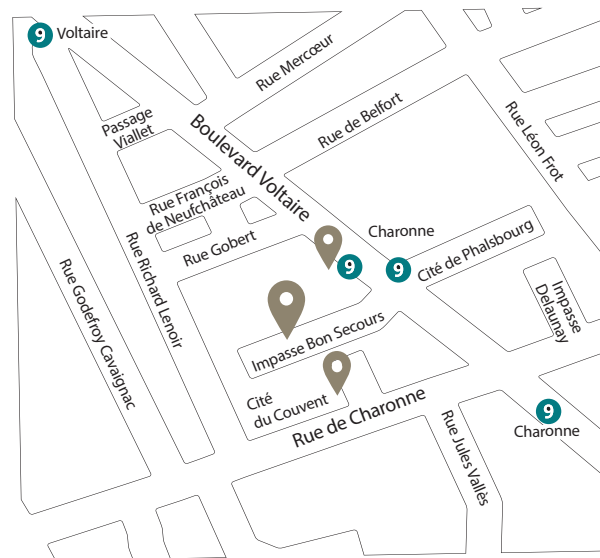 9 Voltaire
Rue Mercœur
Passage
Viallet
Rue de Belfort
Rue Léon Frot
Boulevard Voltaire
Rue François
de Neufchâteau
Rue Gobert
Charonne
9
9
Cité de Phalsbourg
Rue Godefroy Cavaignac
Rue Richard Lenoir
Impasse
Delaunay
Impasse Bon Secours
Cité
du Couvent
Rue de Charonne
Rue Jules Vallès
9
Charonne